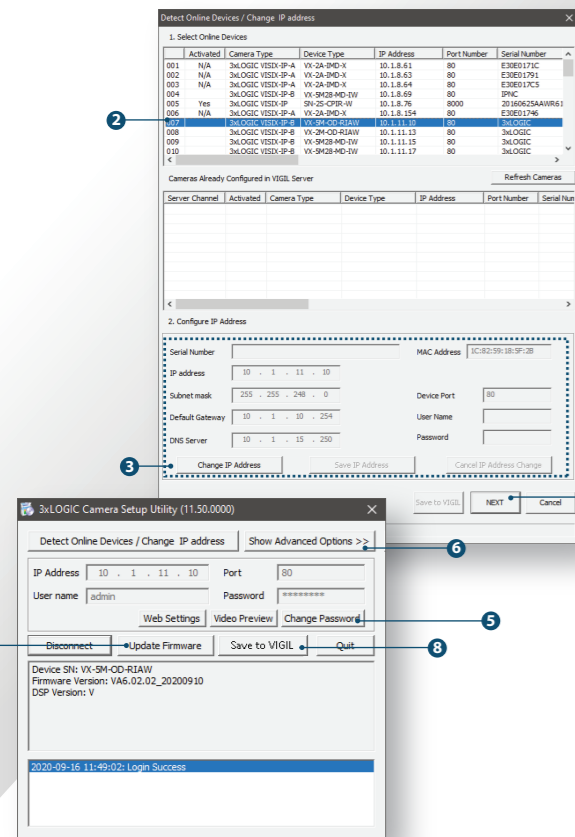 Detect Online Devices / Change IP address
1. Select Online Devices
Activated Camera Type Device Type IP Address Port Number Serial Number
001 N/A 3xLOGIC VISIX-IP-A VX-2A-IMD-X 10.1.8.61 80 E30E0171C
002 N/A 3xLOGIC VISIX-IP-A VX-2A-IMD-X 10.1.8.63 80 E30E01791
003 N/A 3xLOGIC VISIX-IP-A VX-2A-IMD-X 10.1.8.64 80 E30E017C5
004 3xLOGIC VISIX-IP-B VX-5M28-MD-IW 10.1.8.69 80 IPNC
005 Yes 3xLOGIC VISIX-IP SN-2S-CPIR-W 10.1.8.76 8000 20160625AAWR61
006 N/A 3xLOGIC VISIX-IP-A VX-2A-IMD-X 10.1.8.154 80 E30E01746
2
007 3xLOGIC VISIX-IP-B VX-5M-OD-RIAW 10.1.11.10 80 3xLOGIC
008 3xLOGIC VISIX-IP-B VX-2M-OD-RIAW 10.1.11.13 80 3xLOGIC
009 3xLOGIC VISIX-IP-B VX-5M28-MD-IW 10.1.11.15 80 3xLOGIC
010 3xLOGIC VISIX-IP-B VX-5M28-MD-IW 10.1.11.17 80 3xLOGIC
Cameras Already Configured in VIGIL Server Refresh Cameras
Server Channel Activated Camera Type Device Type IP Address Port Number Serial Num
2. Configure IP Address
Serial Number MAC Address 1C:82:59:18:5F:2B
IP address 10 . 1 . 11 . 10
Subnet mask 255 . 255 . 248 . 0 Device Port 80
Default Gateway 10 . 1 . 10 . 254 User Name
DNS Server 10 . 1 . 15 . 250 Password
3 Change IP Address Save IP Address Cancel IP Address Change
Save to VIGIL NEXT Cancel
3xLOGIC Camera Setup Utility (11.50.0000)
Detect Online Devices / Change IP address Show Advanced Options >>
6
IP Address 10 . 1 . 11 . 10 Port 80
User name admin Password ********
Web Settings Video Preview Change Password
5
Disconnect Update Firmware Save to VIGIL Quit
8
Device SN: VX-5M-OD-RIAW
Firmware Version: VA6.02.02_20200910
DSP Version: V
2020-09-16 11:49:02: Login Success